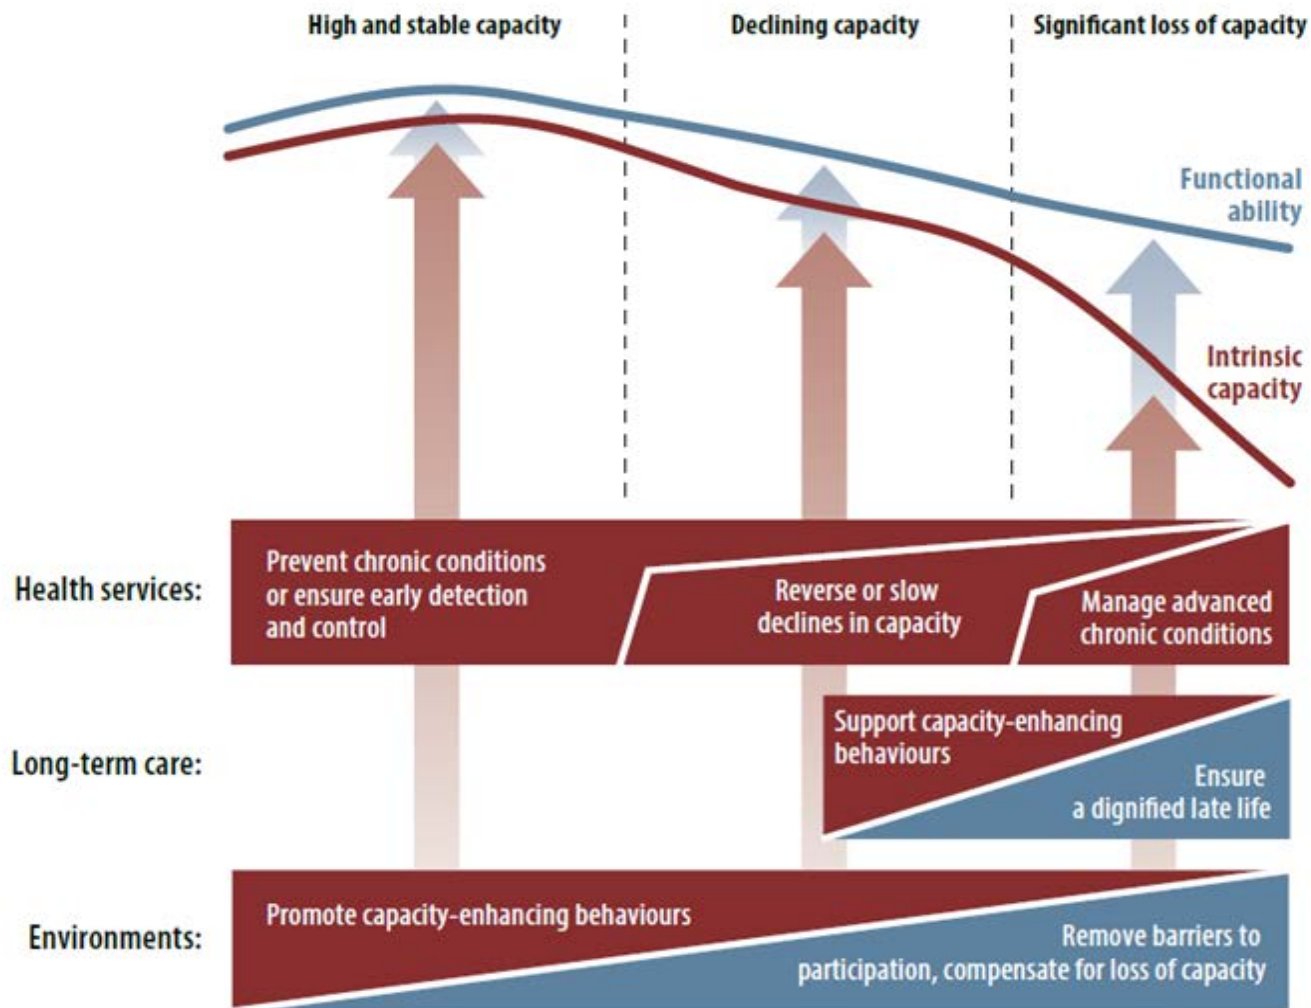 High and stable capacity
Declining capacity
Significant loss of capacity
Functional
ability
Intrinsic
capacity
Health services:
Prevent chronic conditions
or ensure early detection
and control
Reverse or slow
declines in capacity
Manage advanced
chronic conditions
Long-term care:
Support capacity-enhancing
behaviours
Ensure
a dignified late life
Environments:
Promote capacity-enhancing behaviours
Remove barriers to
participation, compensate for loss of capacity